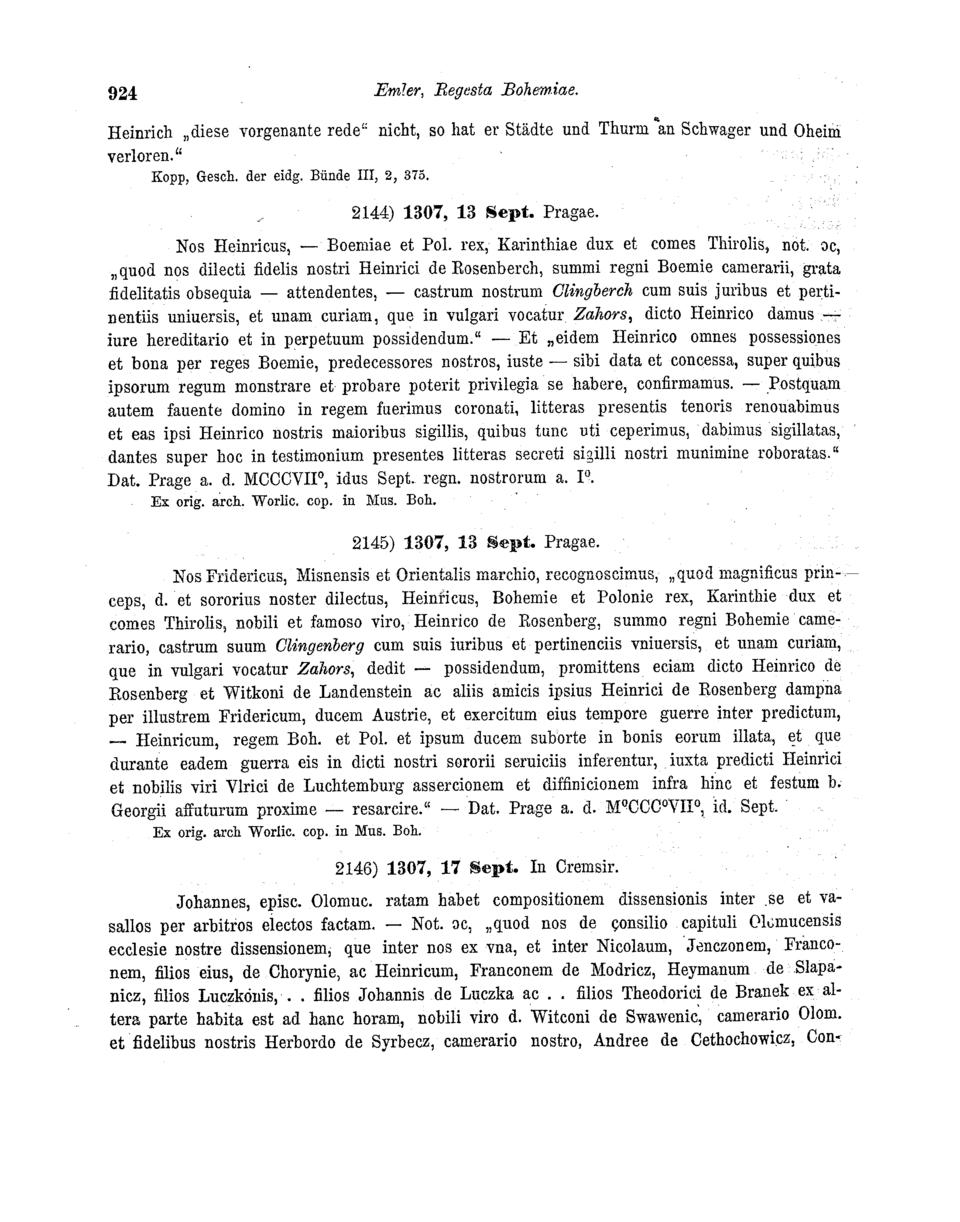 924 Emler, Regesta Bohemiae.
Heinrich „diese vorgenante rede“ nicht, so hat er Städte und Thurm an Schwager und Oheim
verloren.“
Kopp, Gesch. der eidg. Bünde III, 2, 375.
2144) 1307, 13 Sept. Pragae.
Nos Heinricus, — Boemiae et Pol. rex, Karinthiae dux et comes Thirolis, not. ɔc,
„quod nos dilecti fidelis nostri Heinrici de Rosenberch, summi regni Boemie camerarii, grata
fidelitatis obsequia — attendentes, — castrum nostrum Clingberch cum suis juribus et perti-
nentiis uniuersis, et unam curiam, que in vulgari vocatur Zahors, dicto Heinrico damus —
iure hereditario et in perpetuum possidendum.“ — Et „eidem Heinrico omnes possessiones
et bona per reges Boemie, predecessores nostros, iuste — sibi data et concessa, super quibus
ipsorum regum monstrare et probare poterit privilegia se habere, confirmamus. — Postquam
autem fauente domino in regem fuerimus coronati, litteras presentis tenoris renouabimus
et eas ipsi Heinrico nostris maioribus sigillis, quibus tunc uti ceperimus, dabimus sigillatas,
dantes super hoc in testimonium presentes litteras secreti sigilli nostri munimine roboratas.“
Dat. Prage a. d. MCCCVIIº, idus Sept. regn. nostrorum a. Iº.
Ex orig. arch. Worlic. cop. in Mus. Boh.
2145) 1307, 13 Sept. Pragae.
Nos Fridericus, Misnensis et Orientalis marchio, recognoscimus, „quod magnificus prin-
ceps, d. et sororius noster dilectus, Heinricus, Bohemie et Polonie rex, Karinthie dux et
comes Thirolis, nobili et famoso viro, Heinrico de Rosenberg, summo regni Bohemie came-
rario, castrum suum Clingenberg cum suis iuribus et pertinenciis vniuersis, et unam curiam,
que in vulgari vocatur Zahors, dedit — possidendum, promittens eciam dicto Heinrico de
Rosenberg et Witkoni de Landenstein ac aliis amicis ipsius Heinrici de Rosenberg dampna
per illustrem Fridericum, ducem Austrie, et exercitum eius tempore guerre inter predictum,
— Heinricum, regem Boh. et Pol. et ipsum ducem suborte in bonis eorum illata, et que
durante eadem guerra eis in dicti nostri sororii seruiciis inferentur, iuxta predicti Heinrici
et nobilis viri Vlrici de Luchtemburg assercionem et diffinicionem infra hinc et festum b.
Georgii affuturum proxime — resarcire.“ — Dat. Prage a. d. MºCCCºVIIº, id. Sept.
Ex orig. arch Worlic. cop. in Mus. Boh.
2146) 1307, 17 Sept. In Cremsir.
Johannes, episc. Olomuc. ratam habet compositionem dissensionis inter se et va-
sallos per arbitros electos factam. — Not. ɔc, „quod nos de consilio capituli Olomucensis
ecclesie nostre dissensionem, que inter nos ex vna, et inter Nicolaum, Jenczonem, Franco-
nem, filios eius, de Chorynie, ac Heinricum, Franconem de Modricz, Heymanum de Slapa-
nicz, filios Luczkonis, . . filios Johannis de Luczka ac . . filios Theodorici de Branek ex al-
tera parte habita est ad hanc horam, nobili viro d. Witconi de Swawenic, camerario Olom.
et fidelibus nostris Herbordo de Syrbecz, camerario nostro, Andree de Cethochowicz, Con-